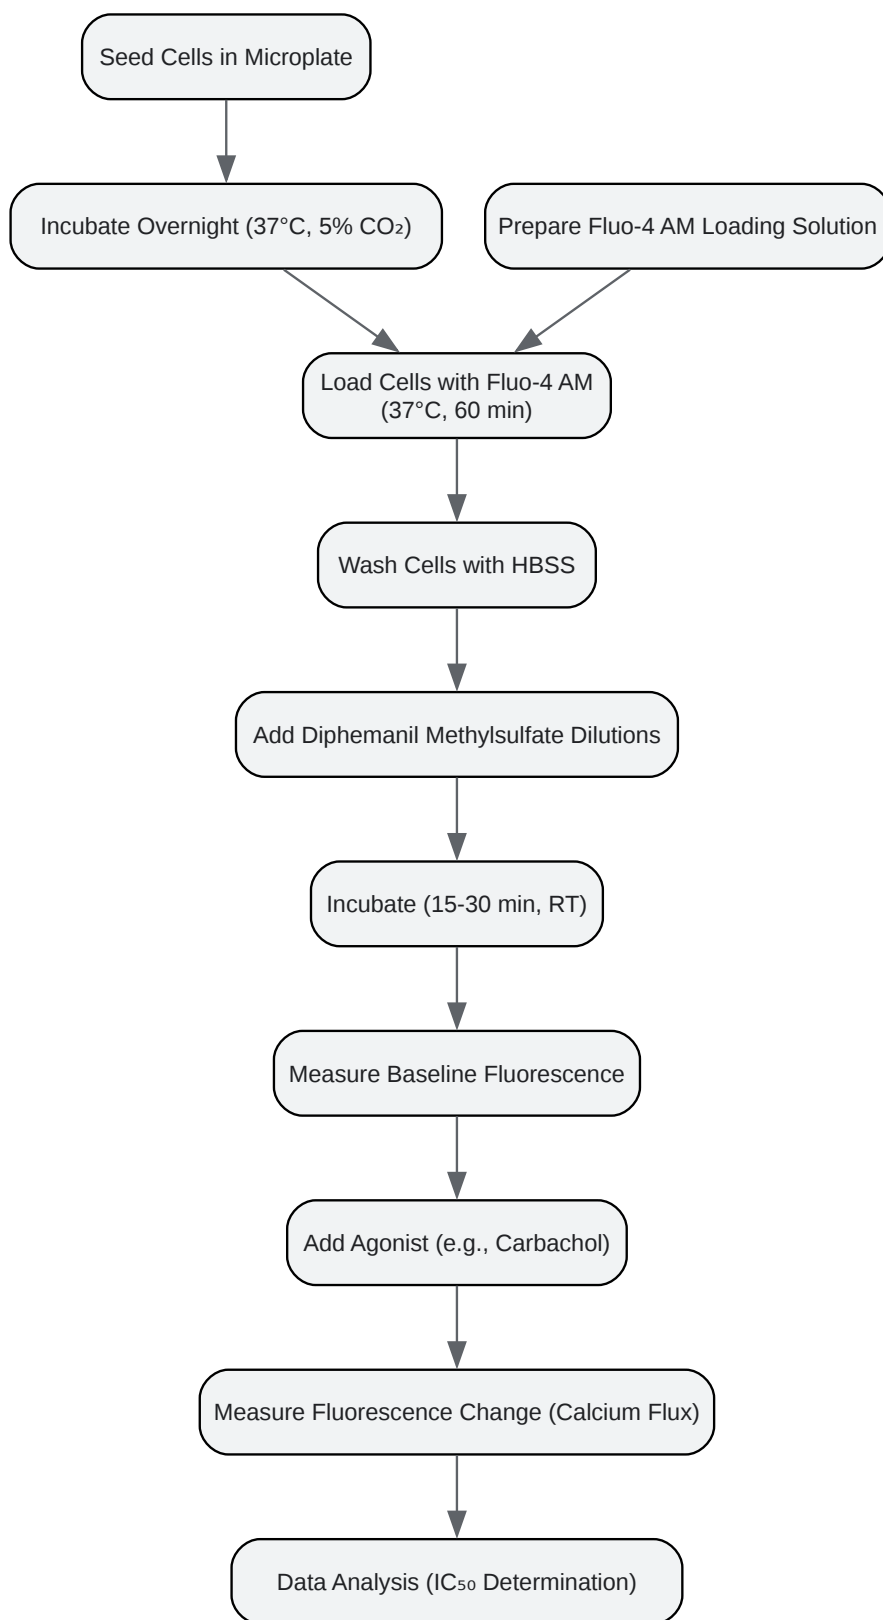 Seed Cells in Microplate
Incubate Overnight (37°C, 5% CO₂)
Prepare Fluo-4 AM Loading Solution
Load Cells with Fluo-4 AM
(37°C, 60 min)
Wash Cells with HBSS
Add Diphemanil Methylsulfate Dilutions
Incubate (15-30 min, RT)
Measure Baseline Fluorescence
Add Agonist (e.g., Carbachol)
Measure Fluorescence Change (Calcium Flux)
Data Analysis (IC₅₀ Determination)